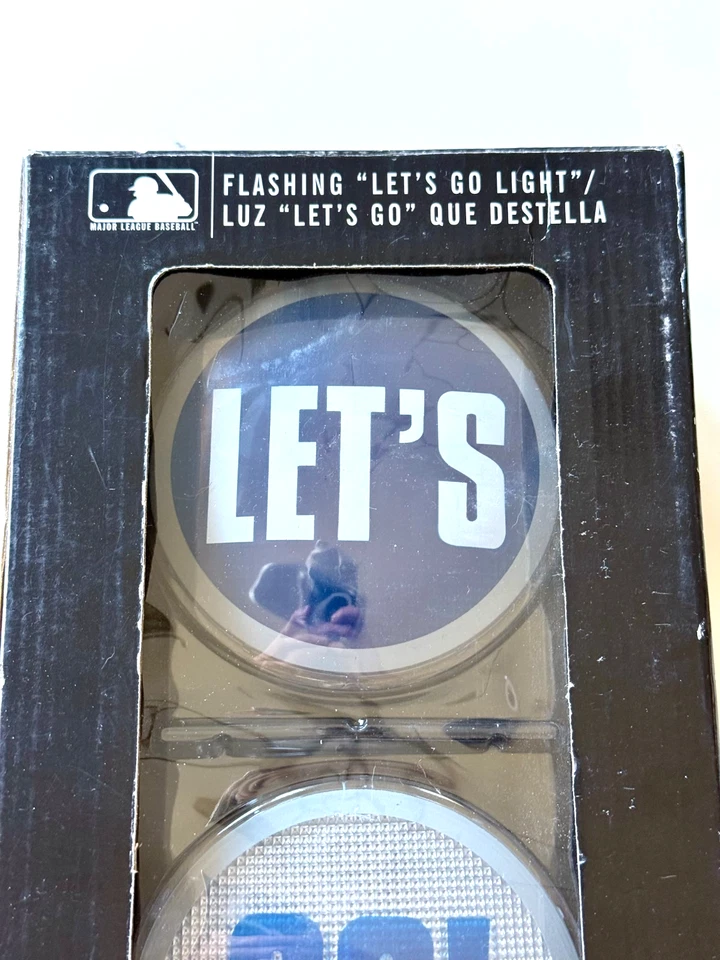 MAJOR LEAGUE BASEBALL
FLASHING "LET'S GO LIGHT"/
LUZ "LET'S GO" QUE DESTELLA
LET'S